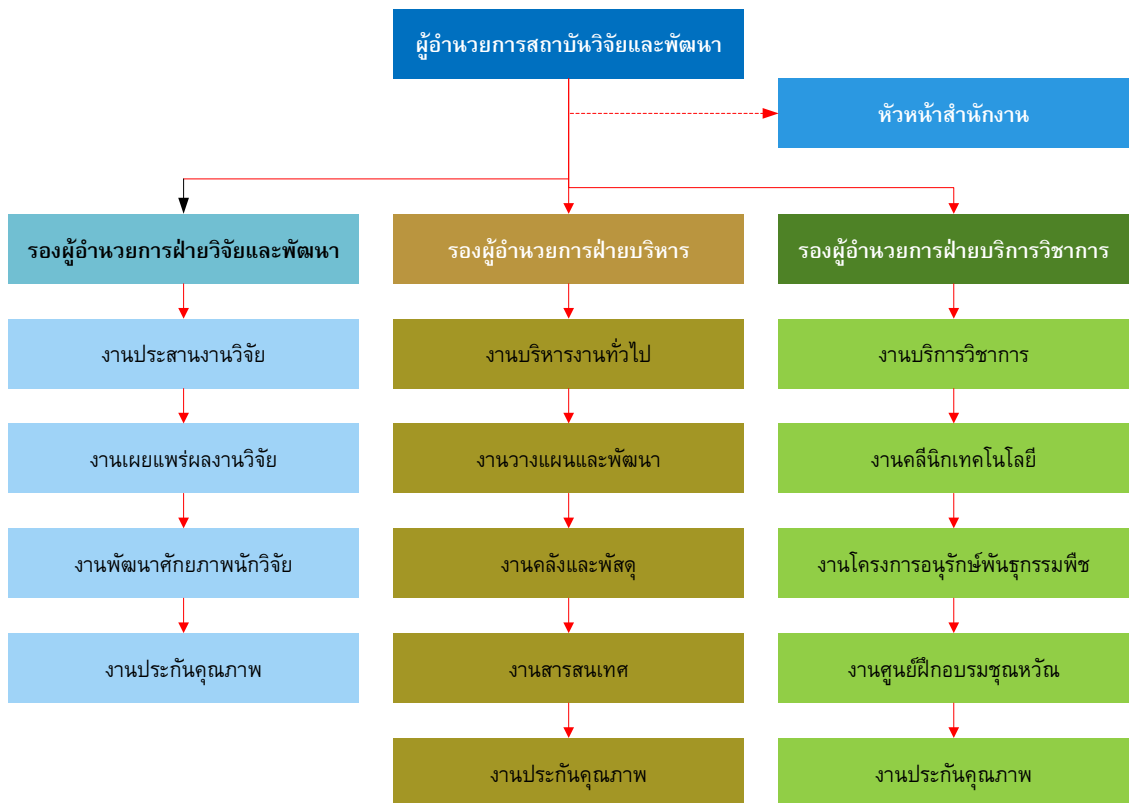 ผู้อำนวยการสถาบันวิจัยและพัฒนา
หัวหน้าสำนักงาน
รองผู้อำนวยการฝ่ายวิจัยและพัฒนา
รองผู้อำนวยการฝ่ายบริหาร
รองผู้อำนวยการฝ่ายบริการวิชาการ
งานประสานงานวิจัย
งานบริหารงานทั่วไป
งานบริการวิชาการ
งานเผยแพร่ผลงานวิจัย
งานวางแผนและพัฒนา
งานคลีนิกเทคโนโลยี
งานพัฒนาศักยภาพนักวิจัย
งานคลังและพัสดุ
งานโครงการอนุรักษ์พันธุกรรมพืช
งานประกันคุณภาพ
งานสารสนเทศ
งานศูนย์ฝึกอบรมชุณหวัณ
งานประกันคุณภาพ
งานประกันคุณภาพ